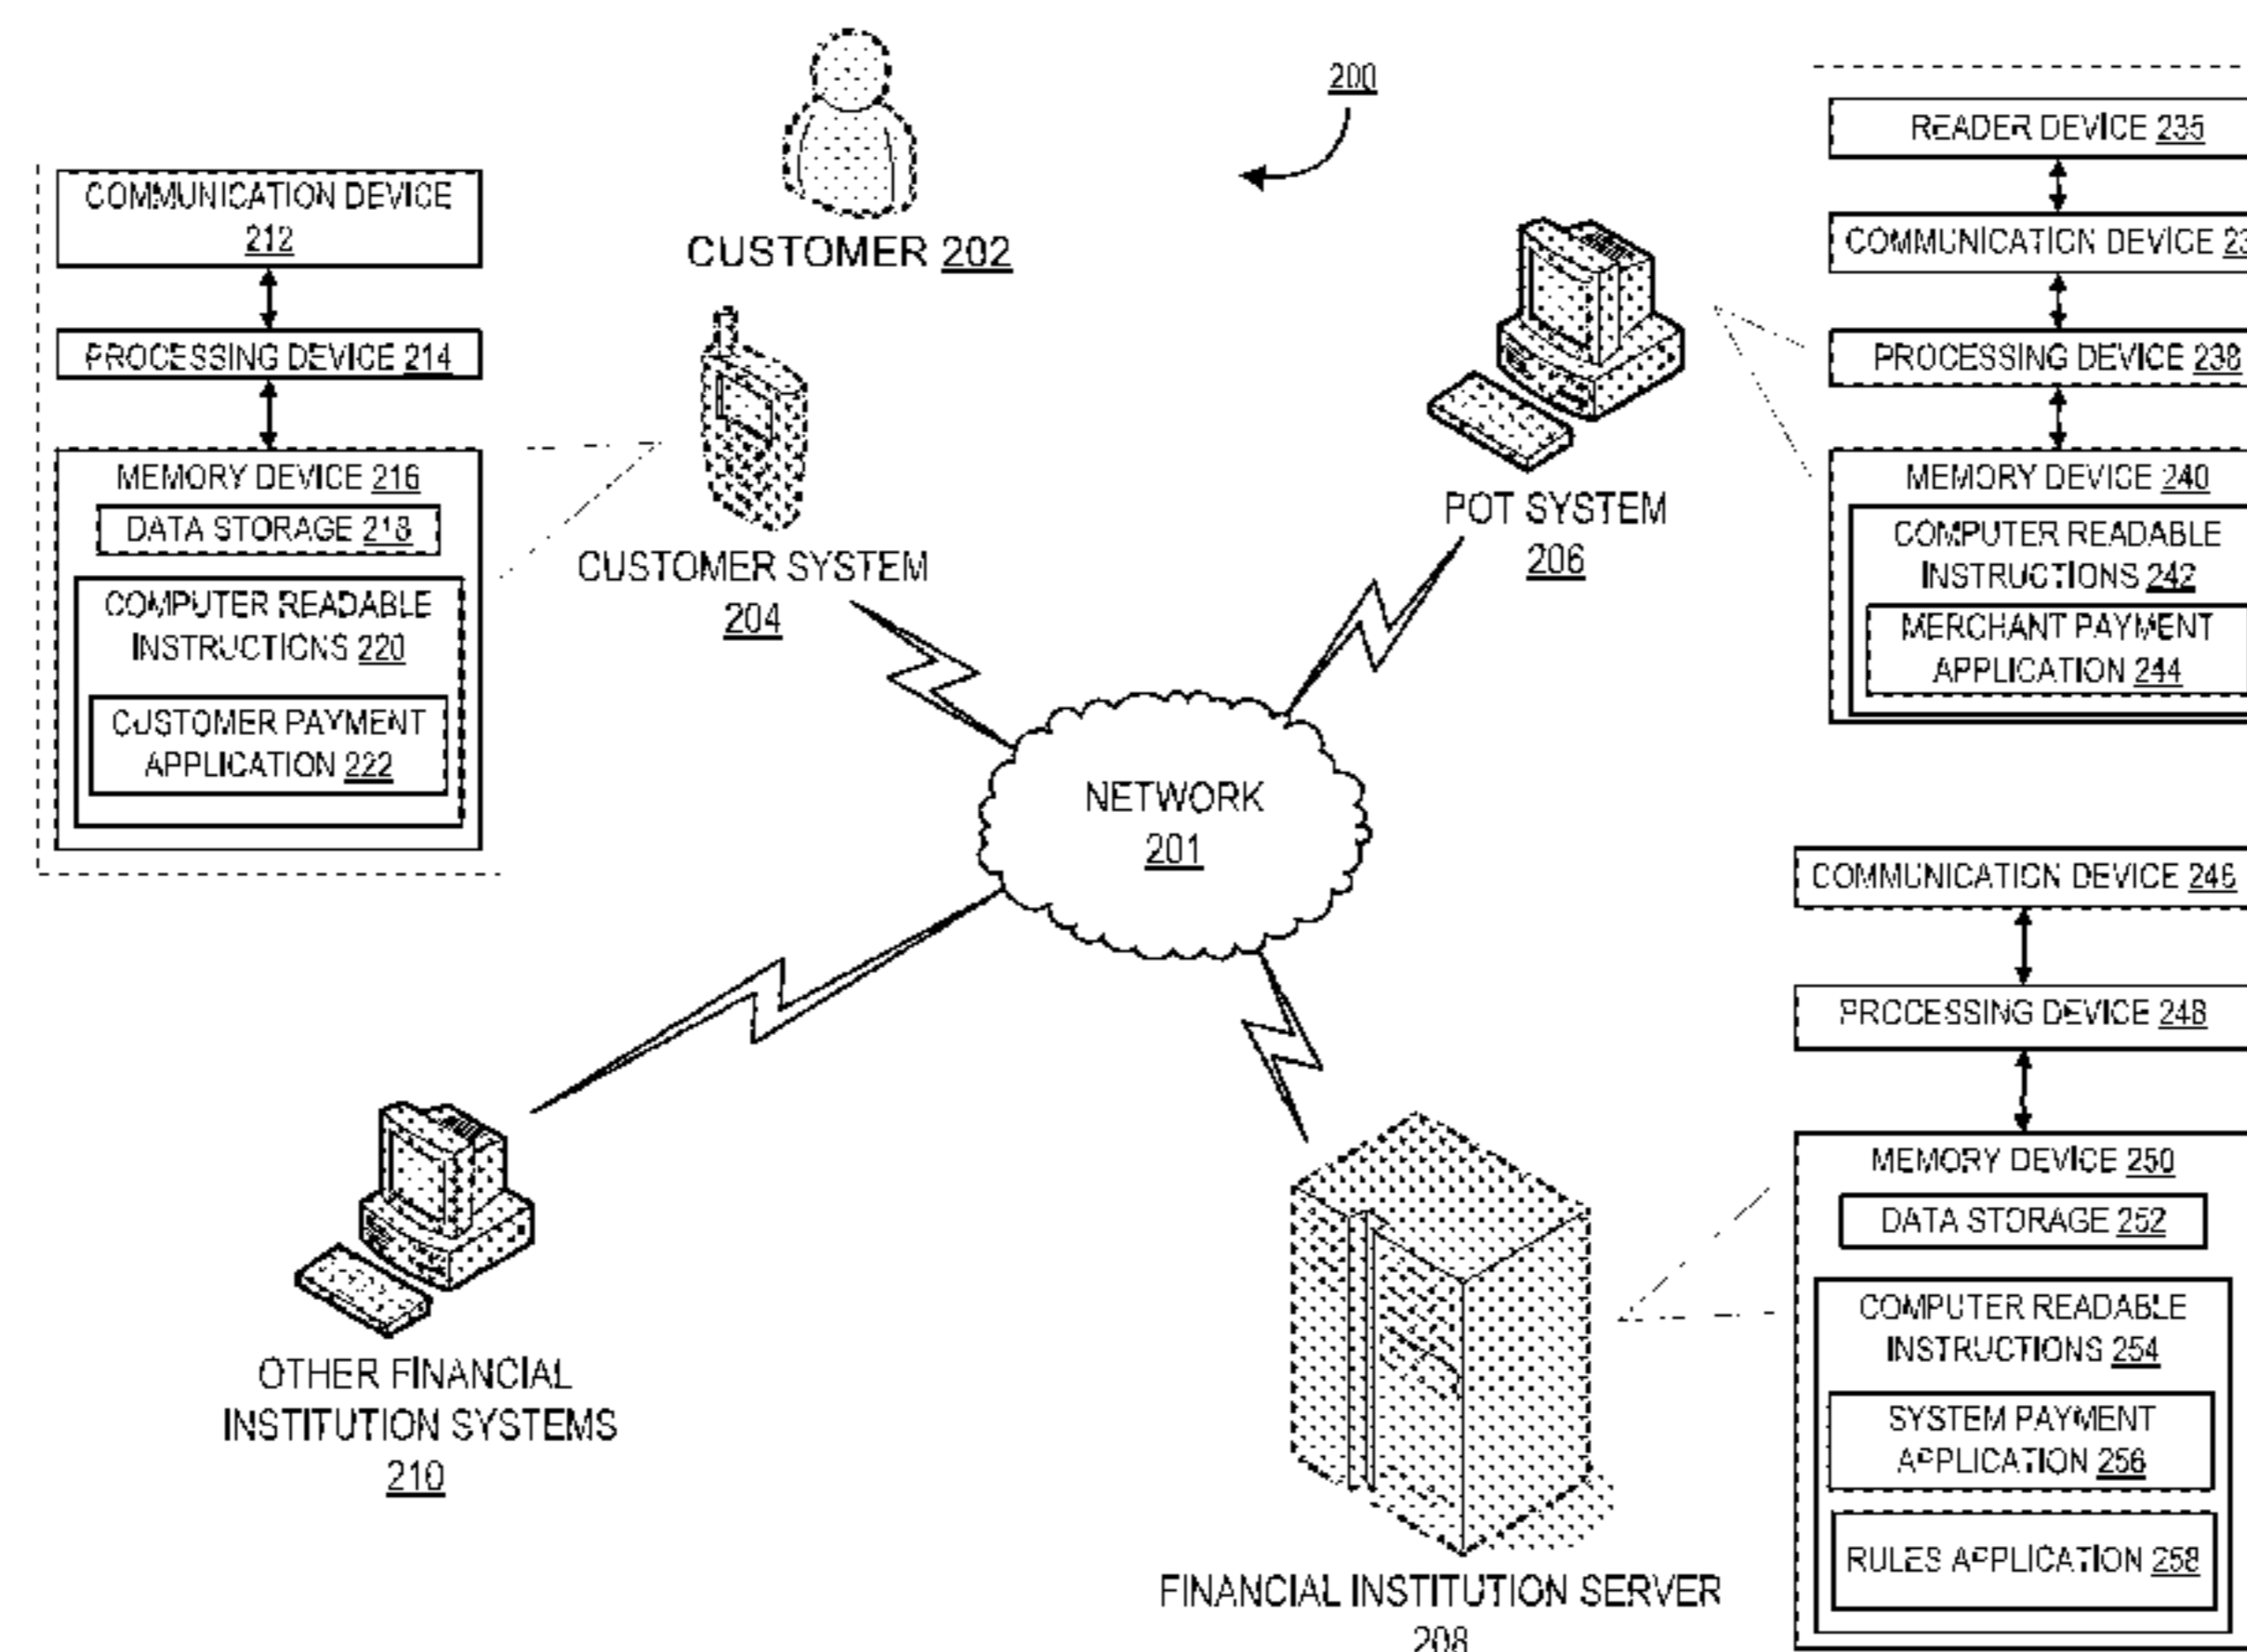 200
CUSTOMER 202
COMMUNICATION DEVICE
212
PROCESSING DEVICE 214
MEMORY DEVICE 216
DATA STORAGE 218
COMPUTER READABLE
INSTRUCTIONS 220
CUSTOMER PAYMENT
APPLICATION 222
CUSTOMER SYSTEM
204
POT SYSTEM
206
READER DEVICE 235
COMMUNICATION DEVICE
PROCESSING DEVICE 238
MEMORY DEVICE 240
COMPUTER READABLE
INSTRUCTIONS 242
MERCHANT PAYMENT
APPLICATION 244
NETWORK
201
OTHER FINANCIAL
INSTITUTION SYSTEMS
210
FINANCIAL INSTITUTION SERVER
208
COMMUNICATION DEVICE 246
PROCESSING DEVICE 248
MEMORY DEVICE 250
DATA STORAGE 252
COMPUTER READABLE
INSTRUCTIONS 254
SYSTEM PAYMENT
APPLICATION 256
RULES APPLICATION 258